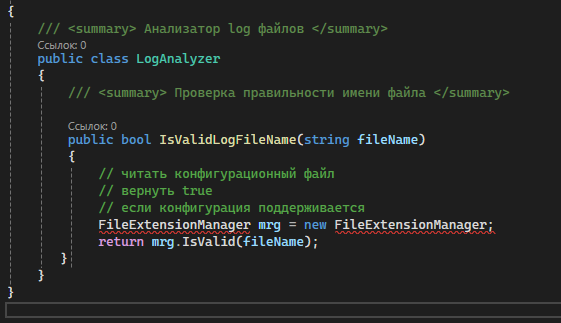 {
/// <summary> Анализатор log файлов </summary>
Ссылок: 0
public class LogAnalyzer
{
/// <summary> Проверка правильности имени файла </summary>
Ссылок: 0
public bool IsValidLogFileName(string fileName)
{
// читать конфигурационный файл
// вернуть true
// если конфигурация поддерживается
FileExtensionManager mrg = new FileExtensionManager;
return mrg.IsValid(fileName);
}
}
}